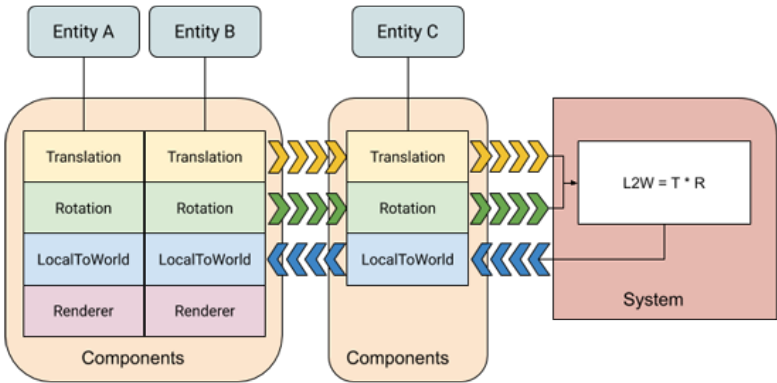 Entity A
Entity B
Entity C
Translation
Translation
Translation
Rotation
Rotation
Rotation
LocalToWorld
LocalToWorld
LocalToWorld
Renderer
Renderer
L2W = T * R
System
Components
Components